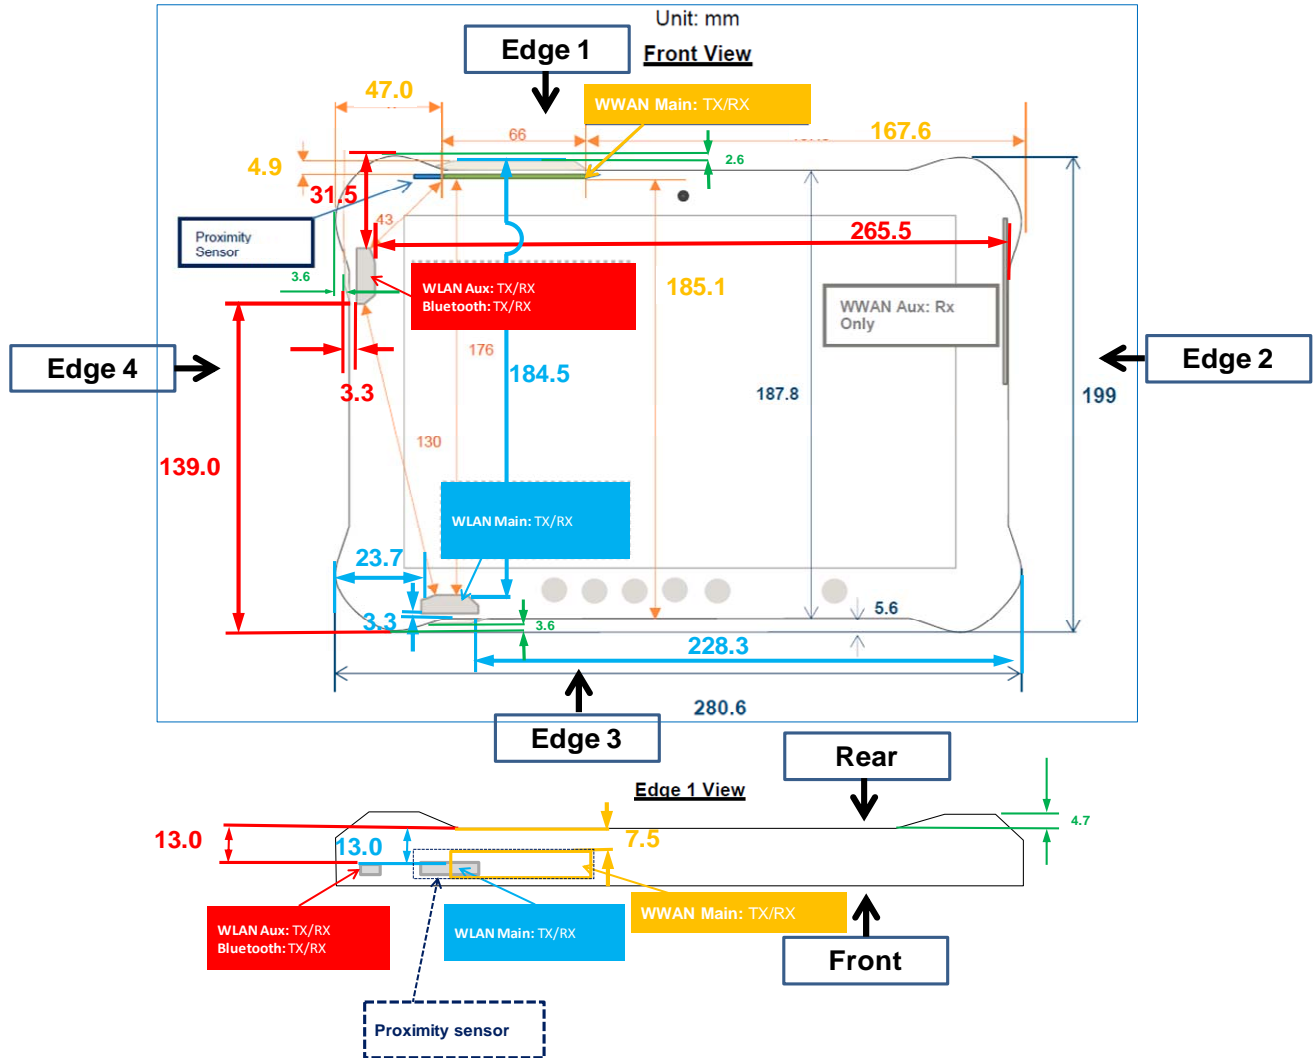 Unit: mm
Edge 1
Front View
47.0
WWAN Main: TX/RX
66
167.6
4.9
2.6
31.5
43
Proximity
Sensor
265.5
3.6
WLAN Aux: TX/RX
Bluetooth: TX/RX
185.1
WWAN Aux: Rx
Only
Edge 4
176
184.5
Edge 2
3.3
187.8
199
130
139.0
WLAN Main: TX/RX
23.7
3.3
3.6
5.6
228.3
280.6
Edge 3
Rear
Edge 1 View
13.0
13.0
7.5
4.7
WLAN Aux: TX/RX
Bluetooth: TX/RX
WLAN Main: TX/RX
WWAN Main: TX/RX
Front
Proximity sensor